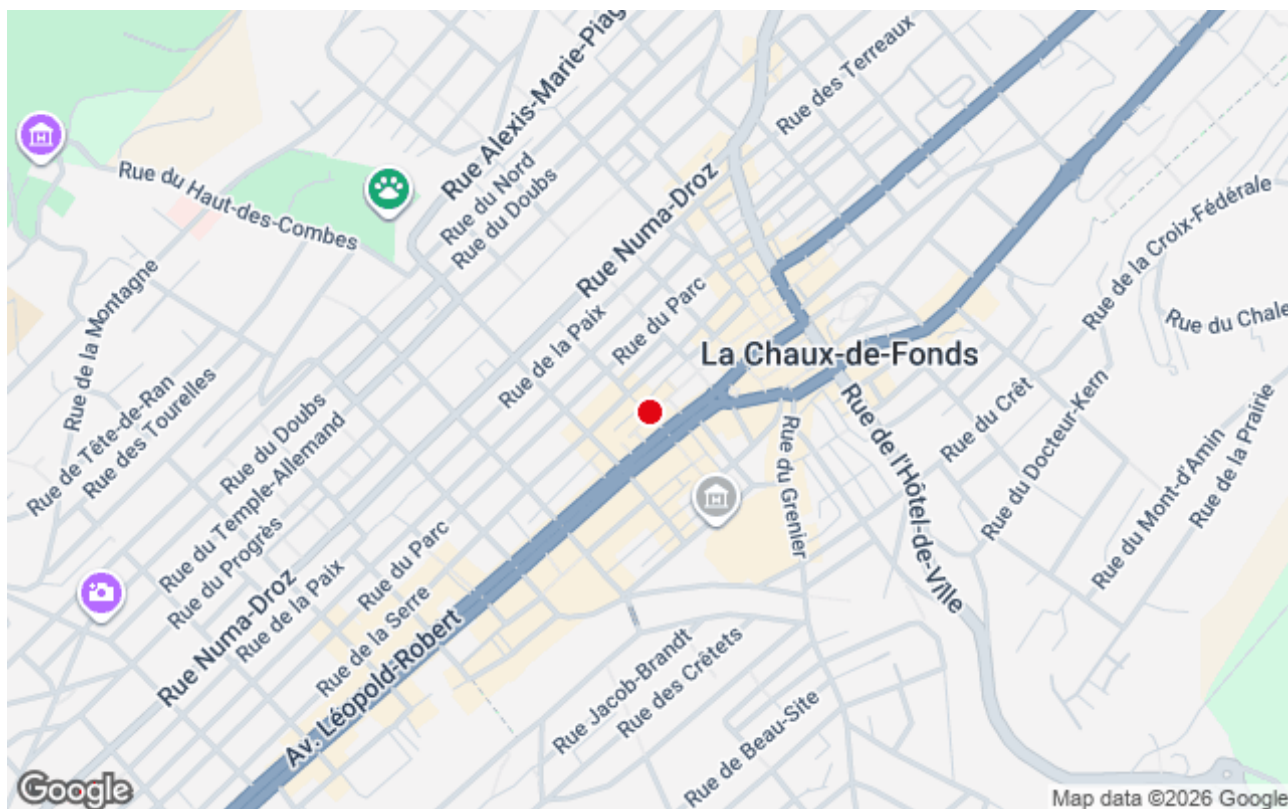 Rue Alexis-Marie-Piag
Rue des Terreaux
Rue du Haut-des-Combes
Rue du Nord
Rue du Doubs
Rue Numa-Droz
Rue de la Croix-Fédérale
Rue de la Montagne
Rue du Parc
Rue de la Paix
Rue du Chale
La Chaux-de-Fonds
Rue de Tête-de-Ran
Rue des Tourelles
Rue du Doubs
Rue du Temple-Allemand
Rue du Progrès
Rue du Grenier
Rue de l'Hôtel-de-Ville
Rue du Crêt
Rue du Docteur-Kern
Rue du Mont-d'Amin
Rue de la Prairie
Rue Numa-Droz
Rue de la Paix
Rue du Parc
Rue de la Serre
Av. Léopold-Robert
Rue Jacob-Brandt
Rue des Crêtets
Rue de Beau-Site
Google
Map data ©2026 Google